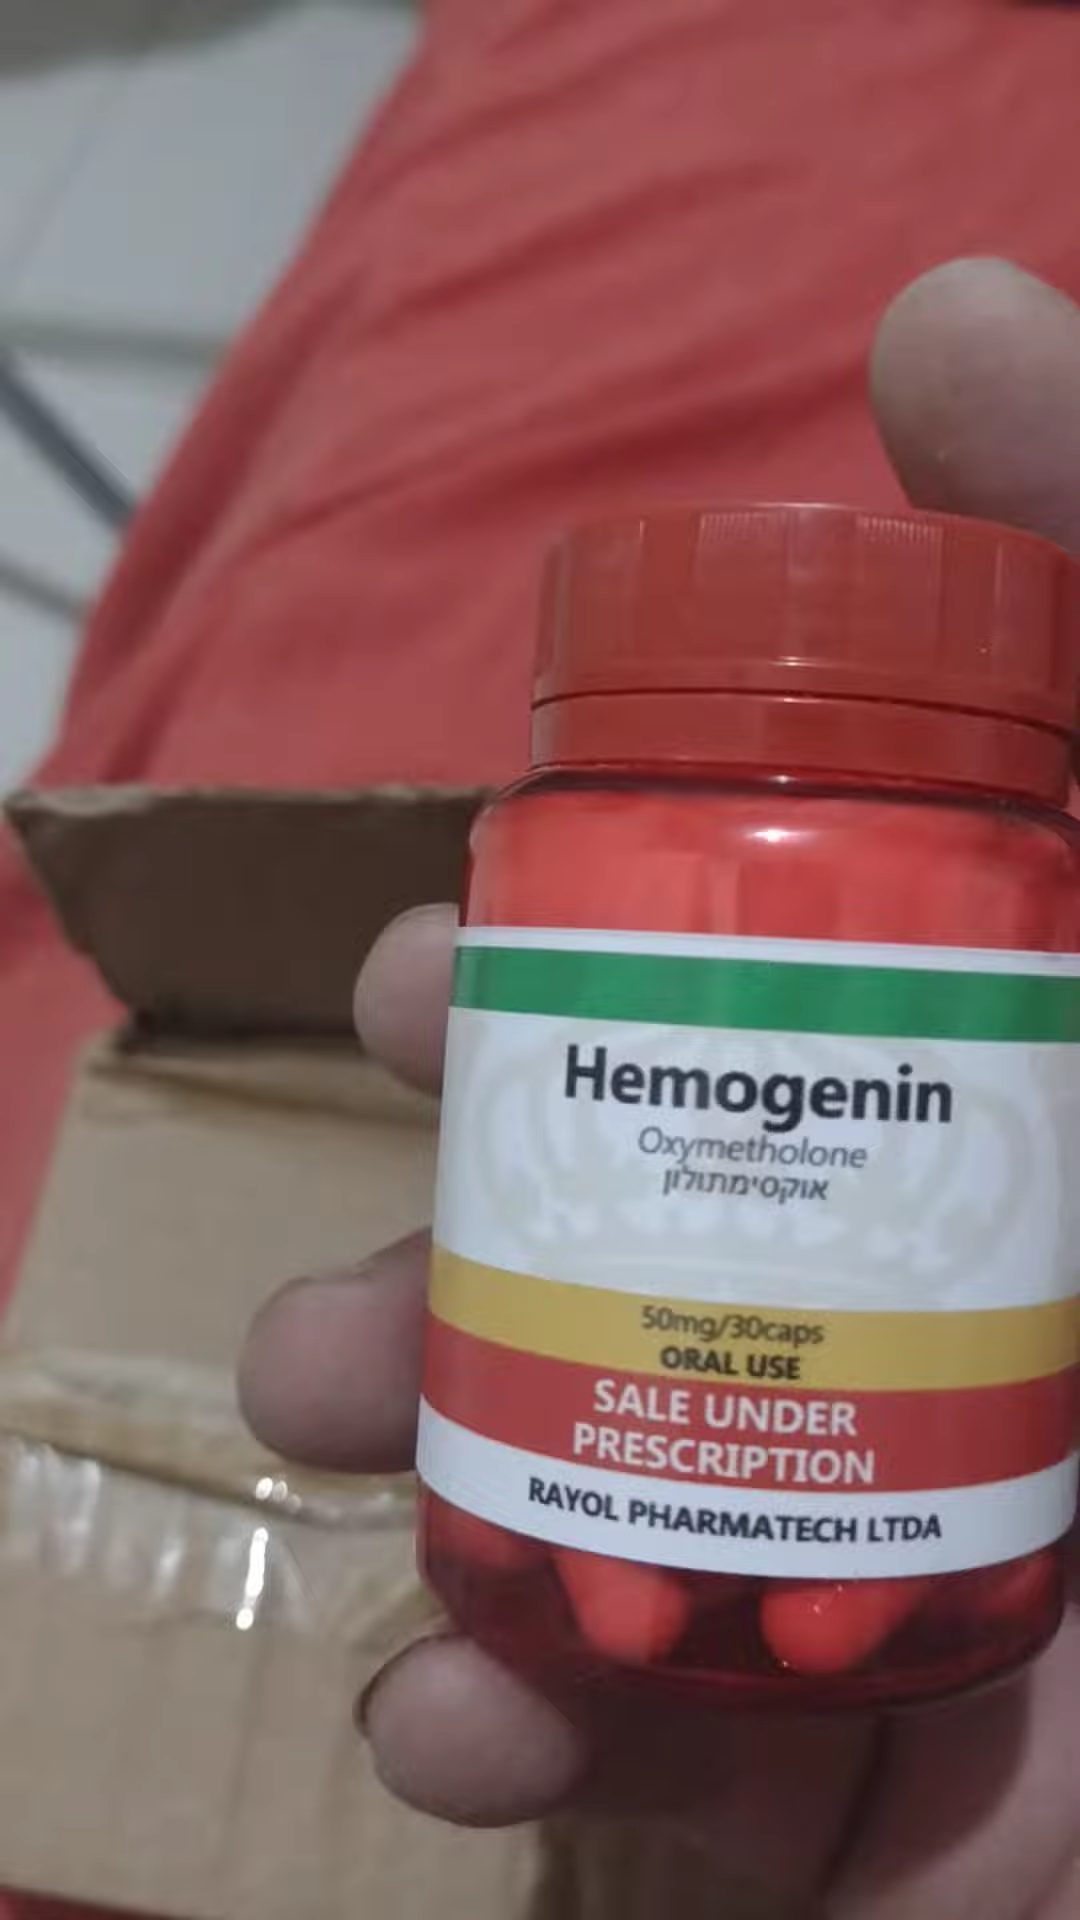 Hemogenin
Oxymetholone
אוקסימתולון
50mg/30caps
ORAL USE
SALE UNDER
PRESCRIPTION
RAYOL PHARMATECH LTDA